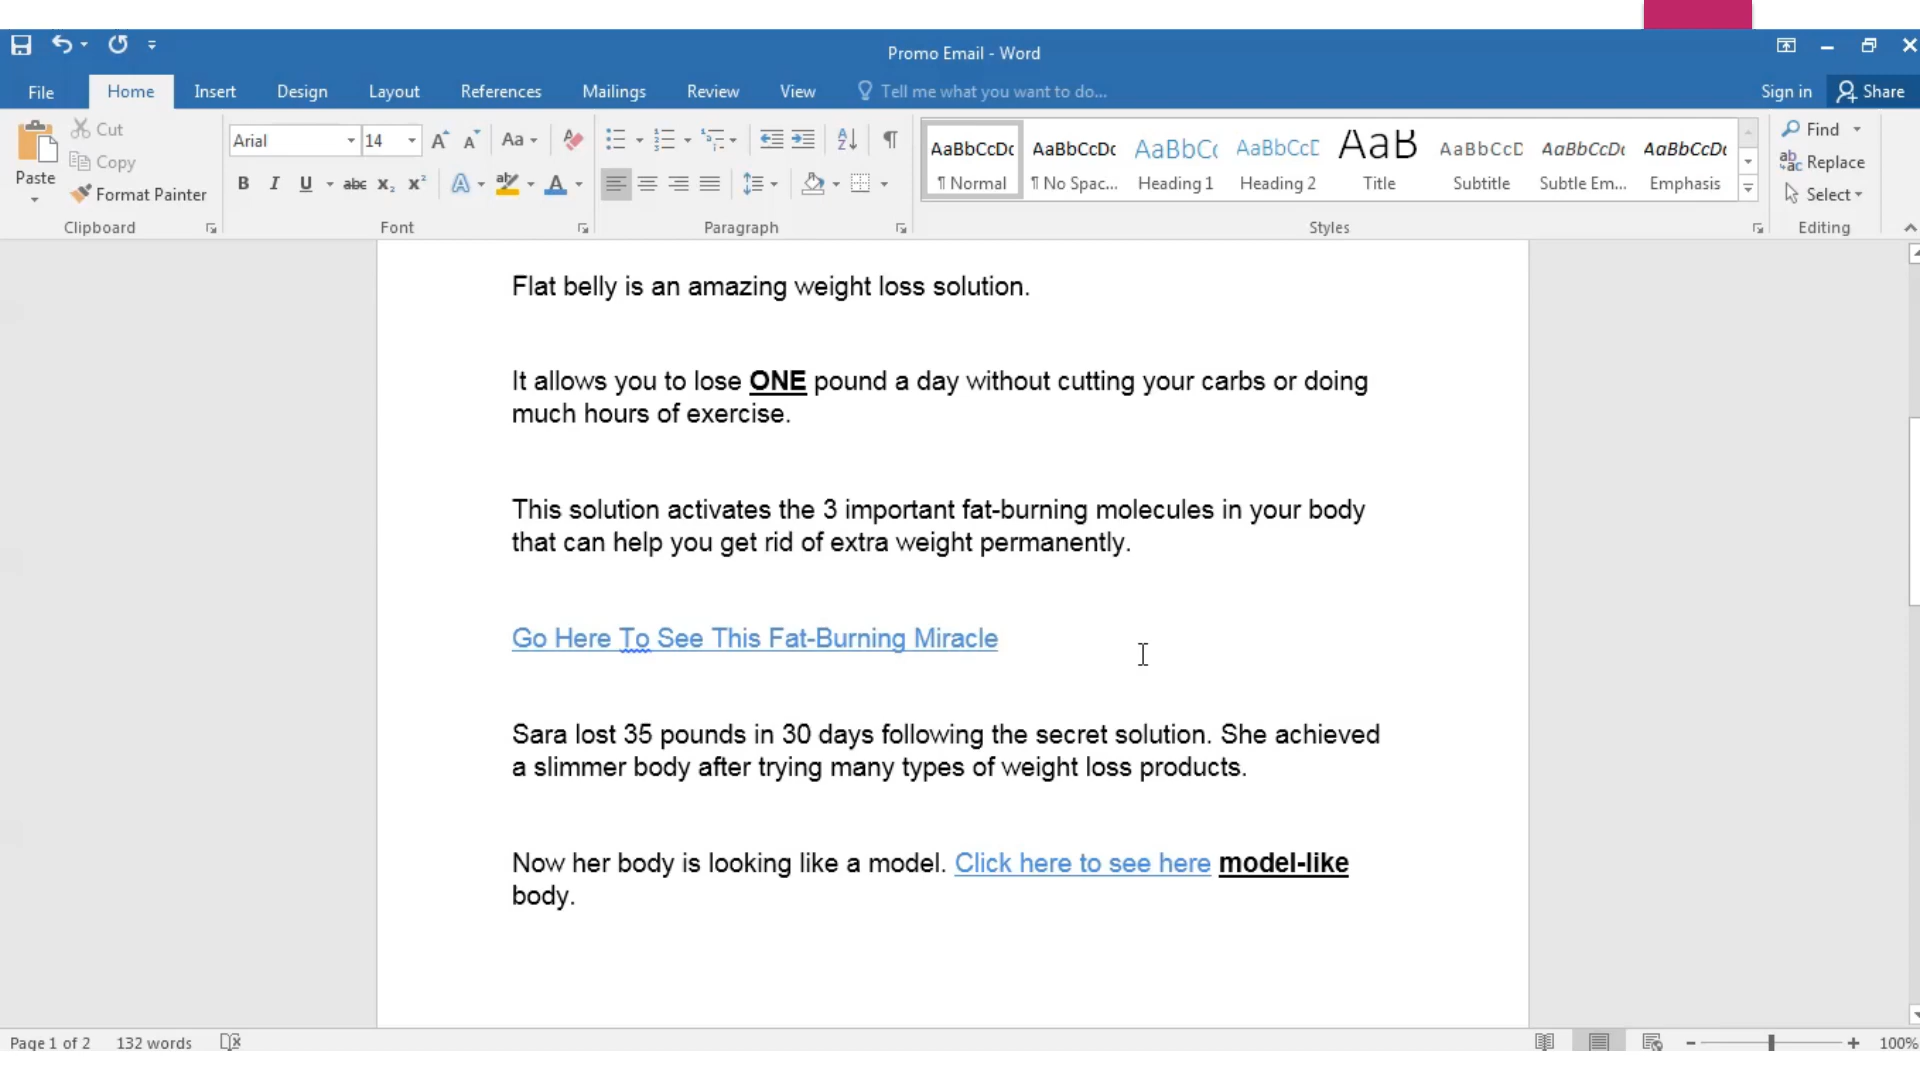 Promo Email - Word
File Home Insert Design Layout References Mailings Review View Tell me what you want to do... Sign in Share
Paste Cut
Copy
Format Painter
Clipboard
Arial 14
Aa
B I U abc X₂ X² A ab A
Font
A Z ¶
Paragraph
AaBbCcDc AaBbCcDc AaBbC AaBbCcD AaB AaBbCcD AaBbCcDc AaBbCcDc
¶ Normal ¶ No Spac... Heading 1 Heading 2 Title Subtitle Subtle Em... Emphasis
Styles
Find
Replace
Select
Editing
Flat belly is an amazing weight loss solution.
It allows you to lose ONE pound a day without cutting your carbs or doing
much hours of exercise.
This solution activates the 3 important fat-burning molecules in your body
that can help you get rid of extra weight permanently.
Go Here To See This Fat-Burning Miracle
Sara lost 35 pounds in 30 days following the secret solution. She achieved
a slimmer body after trying many types of weight loss products.
Now her body is looking like a model. Click here to see here model-like
body.
Page 1 of 2 132 words 100%